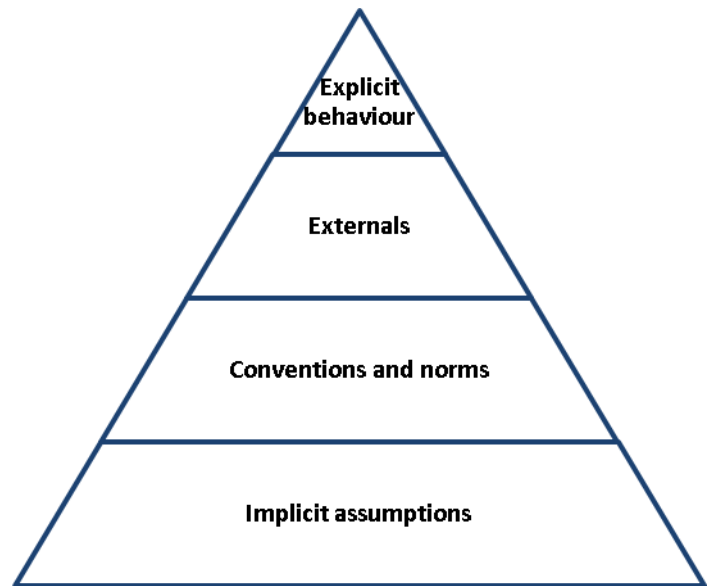 Explicit
behaviour
Externals
Conventions and norms
Implicit assumptions